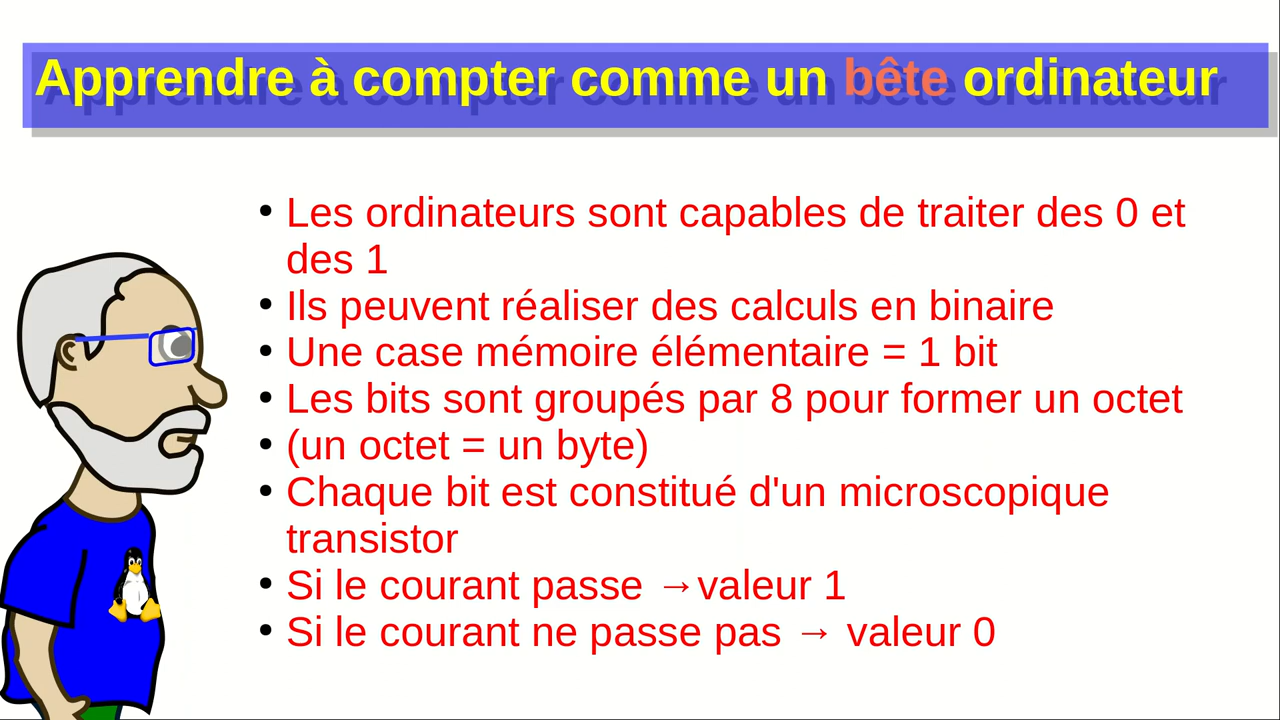 Apprendre à compter comme un bête ordinateur
• Les ordinateurs sont capables de traiter des 0 et
des 1
• Ils peuvent réaliser des calculs en binaire
• Une case mémoire élémentaire = 1 bit
• Les bits sont groupés par 8 pour former un octet
• (un octet = un byte)
• Chaque bit est constitué d'un microscopique
transistor
• Si le courant passe →valeur 1
• Si le courant ne passe pas → valeur 0